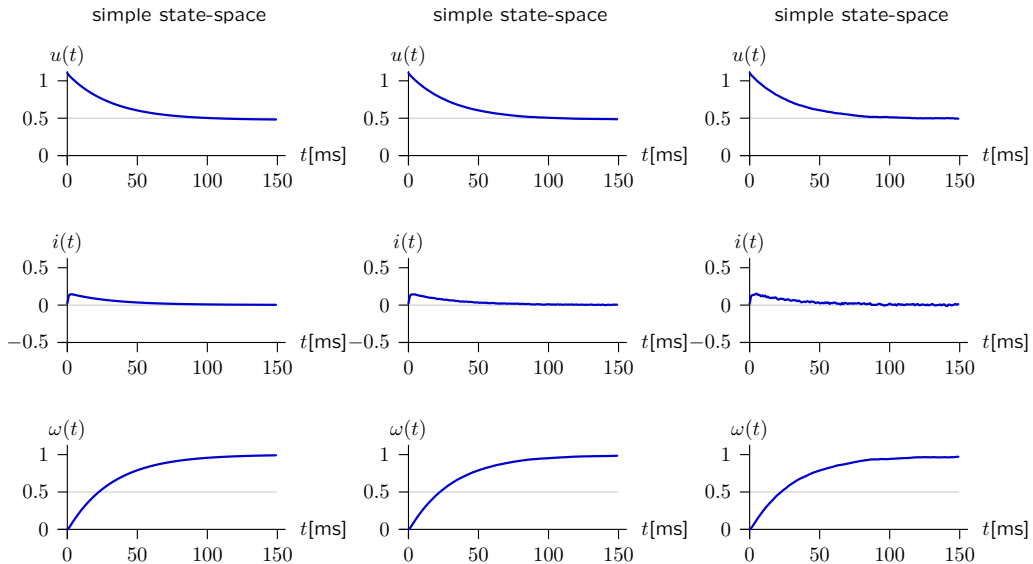 simple state-space simple state-space simple state-space
u(t) u(t) u(t)
1 1 1
0.5 0.5 0.5
0 t[ms] 0 t[ms] 0 t[ms]
0 50 100 150 0 50 100 150 0 50 100 150
i(t) i(t) i(t)
0.5 0.5 0.5
0 0 0
−0.5 t[ms] −0.5 t[ms] −0.5 t[ms]
0 50 100 150 0 50 100 150 0 50 100 150
ω(t) ω(t) ω(t)
1 1 1
0.5 0.5 0.5
0 t[ms] 0 t[ms] 0 t[ms]
0 50 100 150 0 50 100 150 0 50 100 150